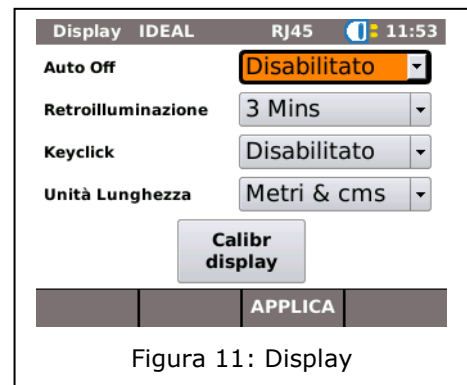 Display IDEAL RJ45 11:53
Auto Off Disabilitato
Retroilluminazione 3 Mins
Keyclick Disabilitato
Unità Lunghezza Metri & cms
Calibr
display
APPLICA
Figura 11: Display